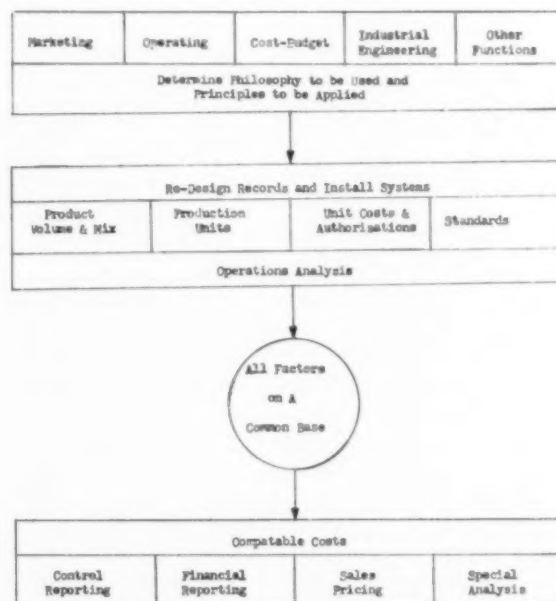 Marketing
Operating
Cost-Budget
Industrial
Engineering
Other
Functions
Determine Philosophy to be Used and
Principles to be Applied
Re-Design Records and Install Systems
Product
Volume & Mix
Production
Units
Unit Costs &
Authorisations
Standards
Operations Analysis
All Factors
on A
Common Base
Compatable Costs
Control
Reporting
Financial
Reporting
Sales
Pricing
Special
Analysis